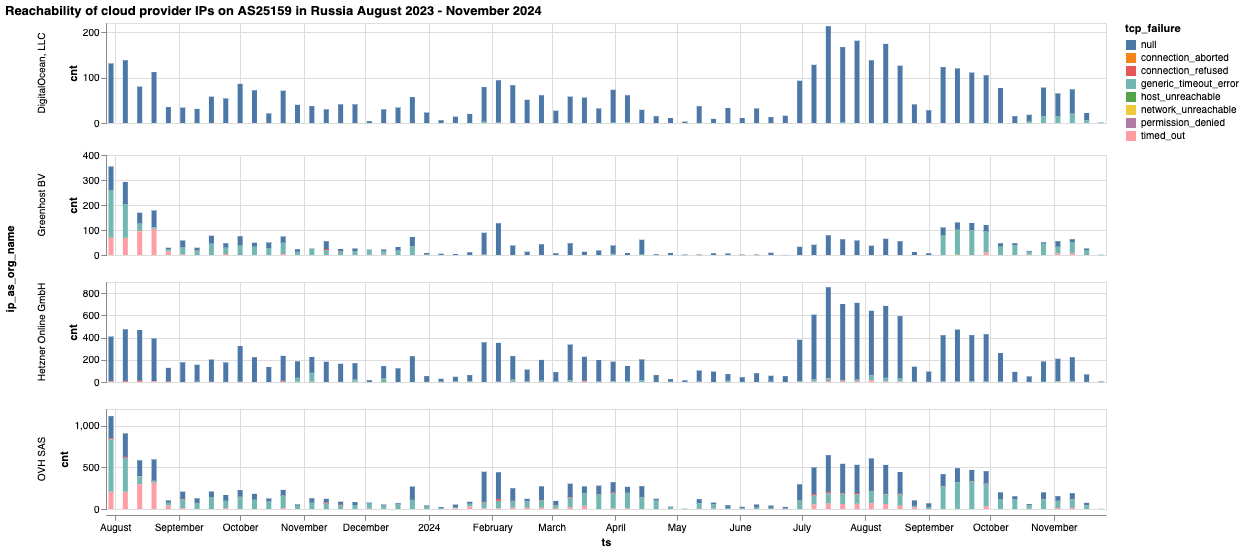 Reachability of cloud provider IPs on AS25159 in Russia August 2023 - November 2024
ip_as_org_name
DigitalOcean, LLC
cnt
200
100
0
Greenhost BV
cnt
400
300
200
100
0
Hetzner Online GmbH
cnt
800
600
400
200
0
OVH SAS
cnt
1,000
500
0
August September October November December 2024 February March April May June July August September October November
ts
tcp_failure
null
connection_aborted
connection_refused
generic_timeout_error
host_unreachable
network_unreachable
permission_denied
timed_out